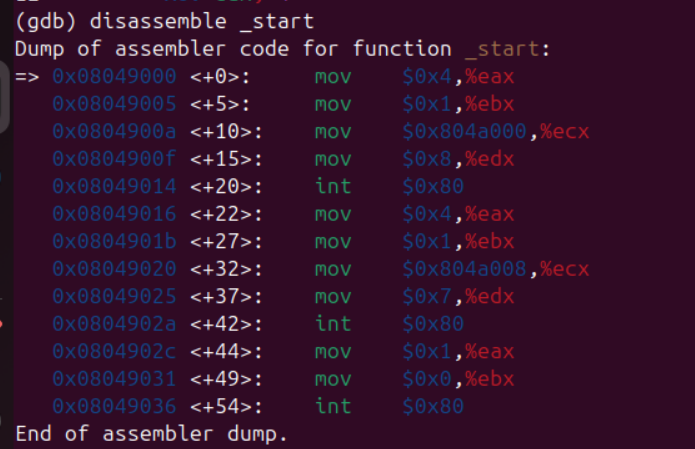 (gdb) disassemble _start
Dump of assembler code for function _start:
=> 0x08049000 <+0>:     mov    $0x4,%eax
   0x08049005 <+5>:     mov    $0x1,%ebx
   0x0804900a <+10>:    mov    $0x804a000,%ecx
   0x0804900f <+15>:    mov    $0x8,%edx
   0x08049014 <+20>:    int    $0x80
   0x08049016 <+22>:    mov    $0x4,%eax
   0x0804901b <+27>:    mov    $0x1,%ebx
   0x08049020 <+32>:    mov    $0x804a008,%ecx
   0x08049025 <+37>:    mov    $0x7,%edx
   0x0804902a <+42>:    int    $0x80
   0x0804902c <+44>:    mov    $0x1,%eax
   0x08049031 <+49>:    mov    $0x0,%ebx
   0x08049036 <+54>:    int    $0x80
End of assembler dump.